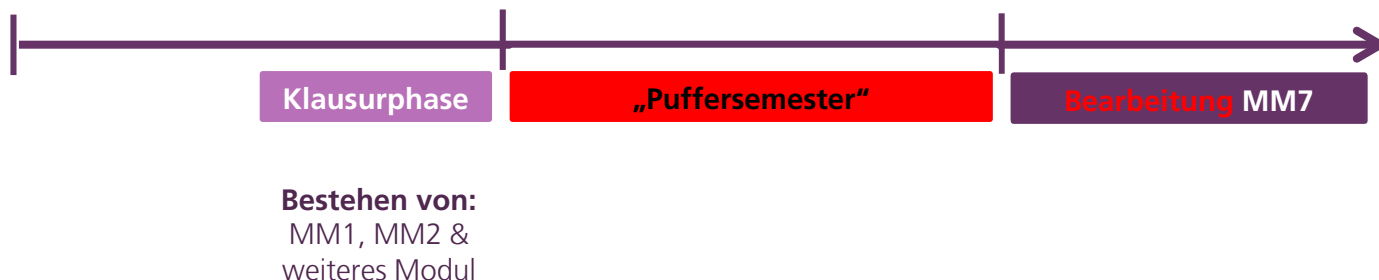 Klausurphase
„Puffersemester“
Bearbeitung MM7
Bestehen von:
MM1, MM2 &
weiteres Modul